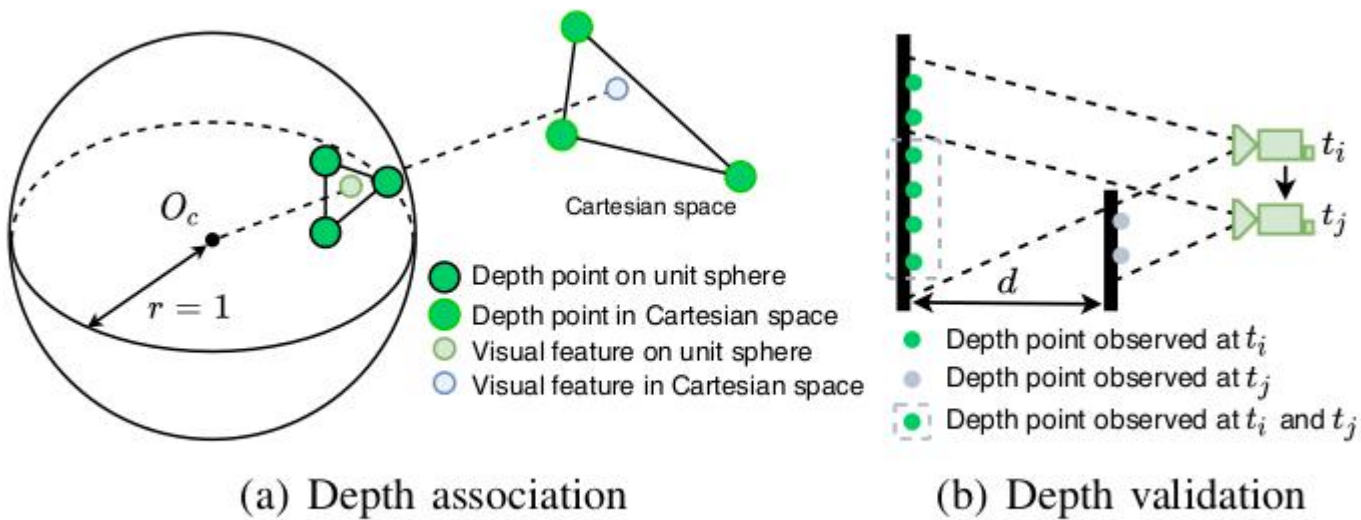 O_c
r = 1
Cartesian space
Depth point on unit sphere
Depth point in Cartesian space
Visual feature on unit sphere
Visual feature in Cartesian space
(a) Depth association
t_i
t_j
d
Depth point observed at t_i
Depth point observed at t_j
Depth point observed at t_i and t_j
(b) Depth validation